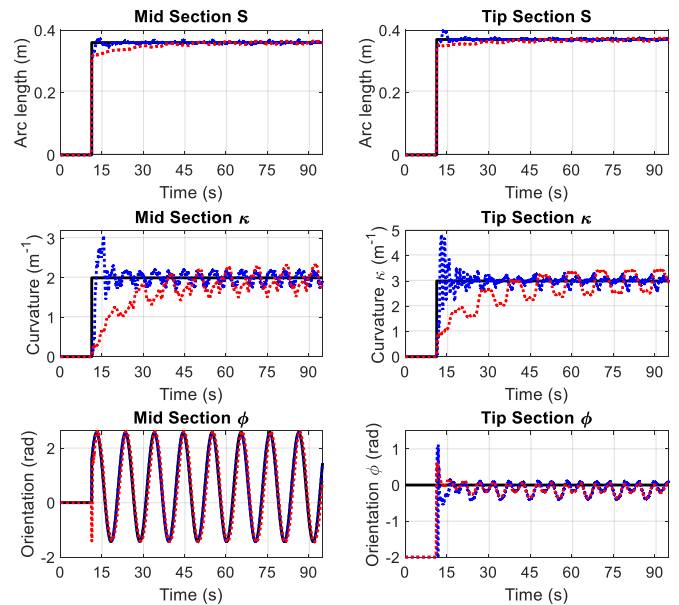 Mid Section S
Arc length (m)
0.4
0.2
0
0 15 30 45 60 75 90
Time (s)
Tip Section S
Arc length (m)
0.4
0.2
0
0 15 30 45 60 75 90
Time (s)
Mid Section κ
Curvature (m⁻¹)
3
2
1
0
0 15 30 45 60 75 90
Time (s)
Tip Section κ
Curvature κ (m⁻¹)
5
4
3
2
1
0
0 15 30 45 60 75 90
Time (s)
Mid Section ϕ
Orientation (rad)
2
0
-2
0 15 30 45 60 75 90
Time (s)
Tip Section ϕ
Orientation ϕ (rad)
1
0
-1
-2
0 15 30 45 60 75 90
Time (s)